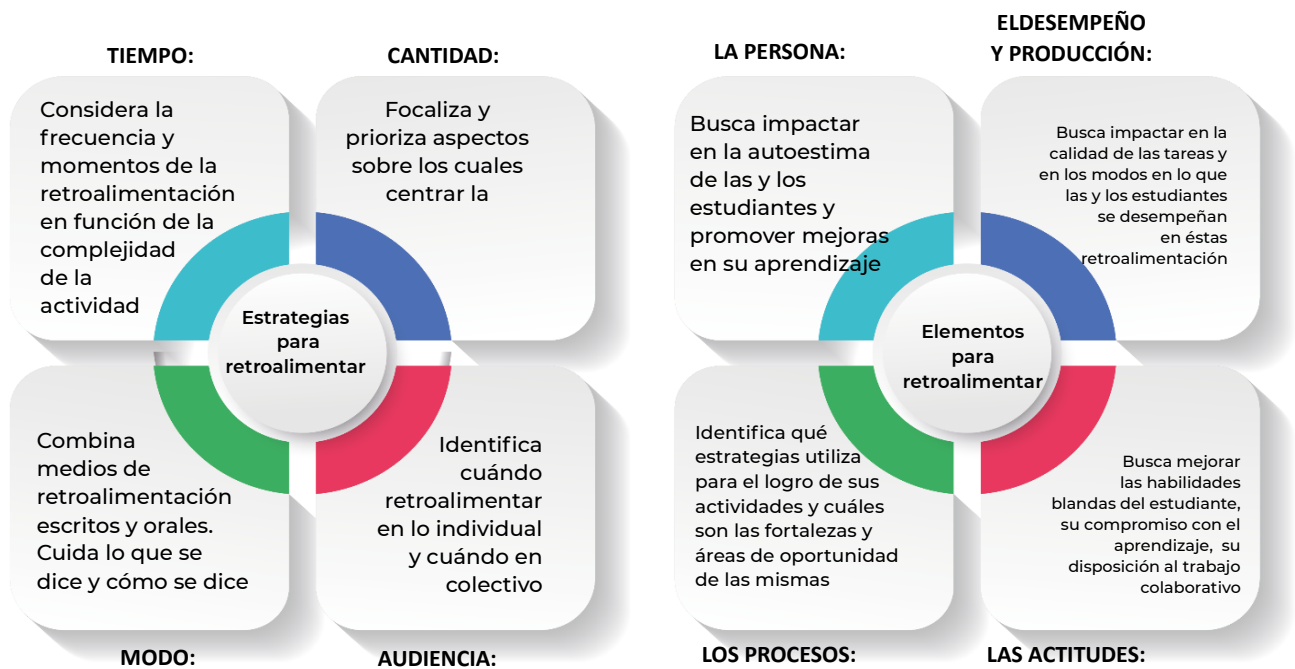 TIEMPO:
Considera la
frecuencia y
momentos de la
retroalimentación
en función de la
complejidad
de la
actividad
CANTIDAD:
Focaliza y
prioriza aspectos
sobre los cuales
centrar la
Estrategias
para
retroalimentar
Combina
medios de
retroalimentación
escritos y orales.
Cuida lo que se
dice y cómo se dice
MODO:
Identifica
cuándo
retroalimentar
en lo individual
y cuándo en
colectivo
AUDIENCIA:
LA PERSONA:
Busca impactar
en la autoestima
de las y los
estudiantes y
promover mejoras
en su aprendizaje
ELDESEMPEÑO
Y PRODUCCIÓN:
Busca impactar en la
calidad de las tareas y
en los modos en lo que
las y los estudiantes
se desempeñan
en éstas
retroalimentación
Elementos
para
retroalimentar
Identifica qué
estrategias utiliza
para el logro de sus
actividades y cuáles
son las fortalezas y
áreas de oportunidad
de las mismas
LOS PROCESOS:
Busca mejorar
las habilidades
blandas del estudiante,
su compromiso con el
aprendizaje, su
disposición al trabajo
colaborativo
LAS ACTITUDES: